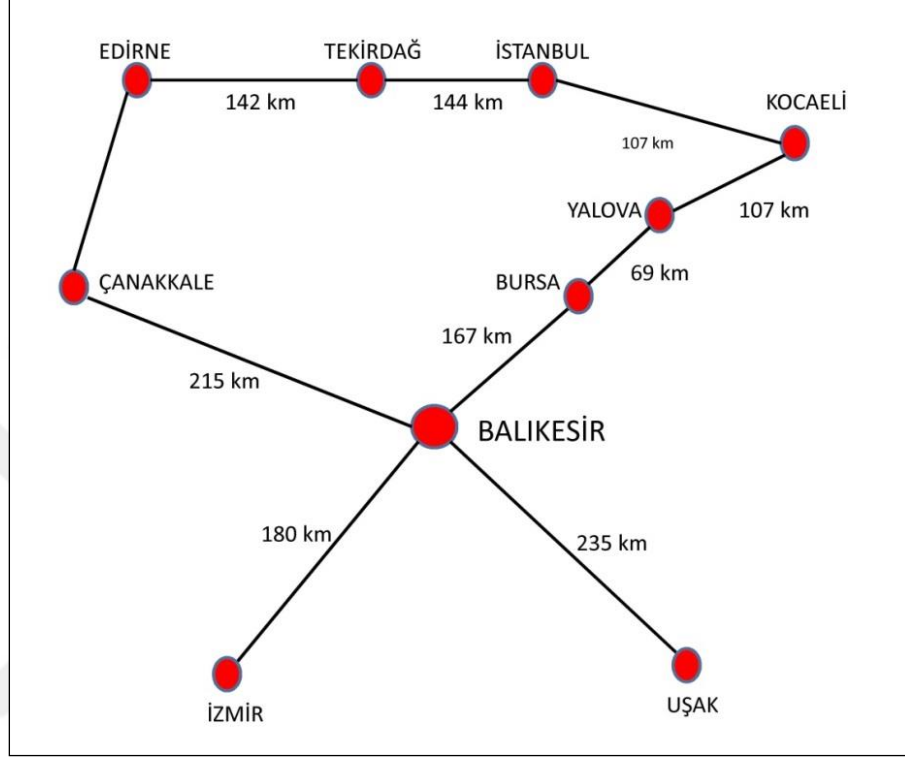 EDİRNE
TEKİRDAĞ
İSTANBUL
142 km
144 km
KOCAELİ
107 km
YALOVA
107 km
69 km
BURSA
ÇANAKKALE
167 km
215 km
BALIKESİR
180 km
235 km
İZMİR
UŞAK